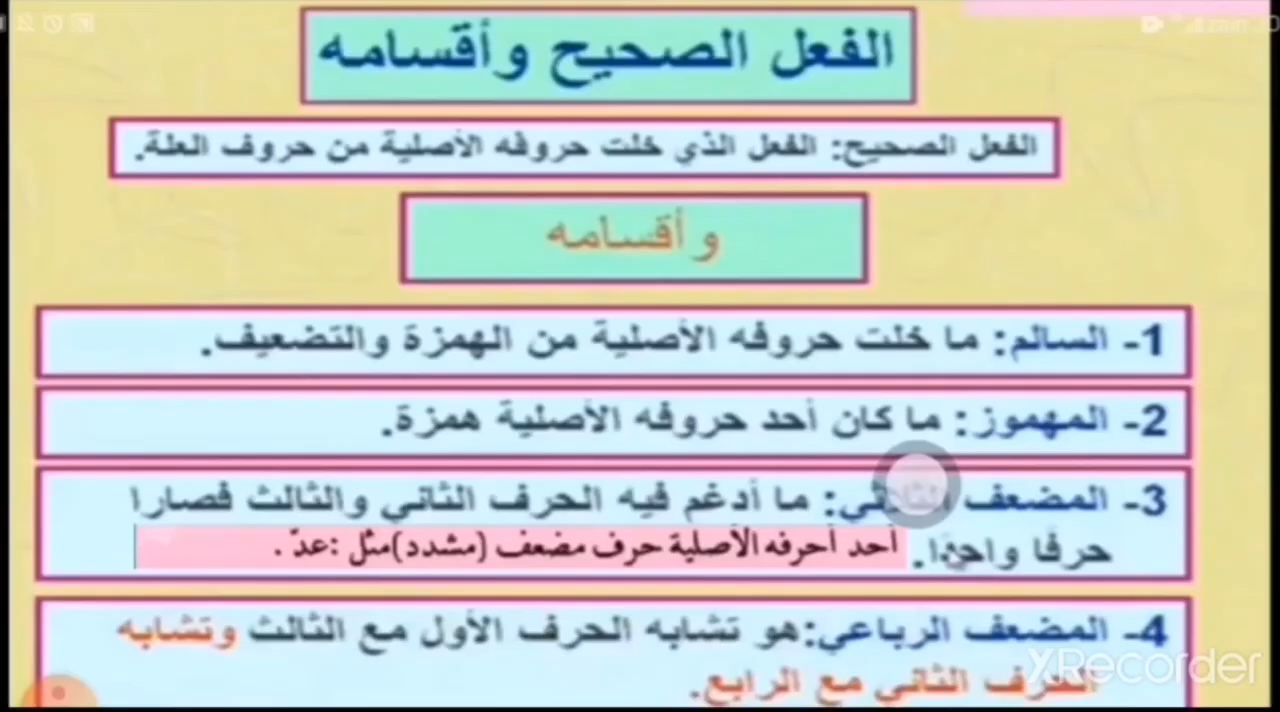 الفعل الصحيح وأقسامه
الفعل الصحيح: الفعل الذي خلت حروفه الأصلية من حروف العلة.
وأقسامه
1- السالم: ما خلت حروفه الأصلية من الهمزة والتضعيف.
2- المهموز: ما كان أحد حروفه الأصلية همزة.
3- المضعف الثلاثي: ما أدغم فيه الحرف الثاني والثالث فصارا
حرفًا واحدًا. أحد أحرفه الأصلية حرف مضعف (مشدد)مثل :عدّ .
4- المضعف الرباعي:هو تشابه الحرف الأول مع الثالث وتشابه
الحرف الثاني مع الرابع.
XRecorder